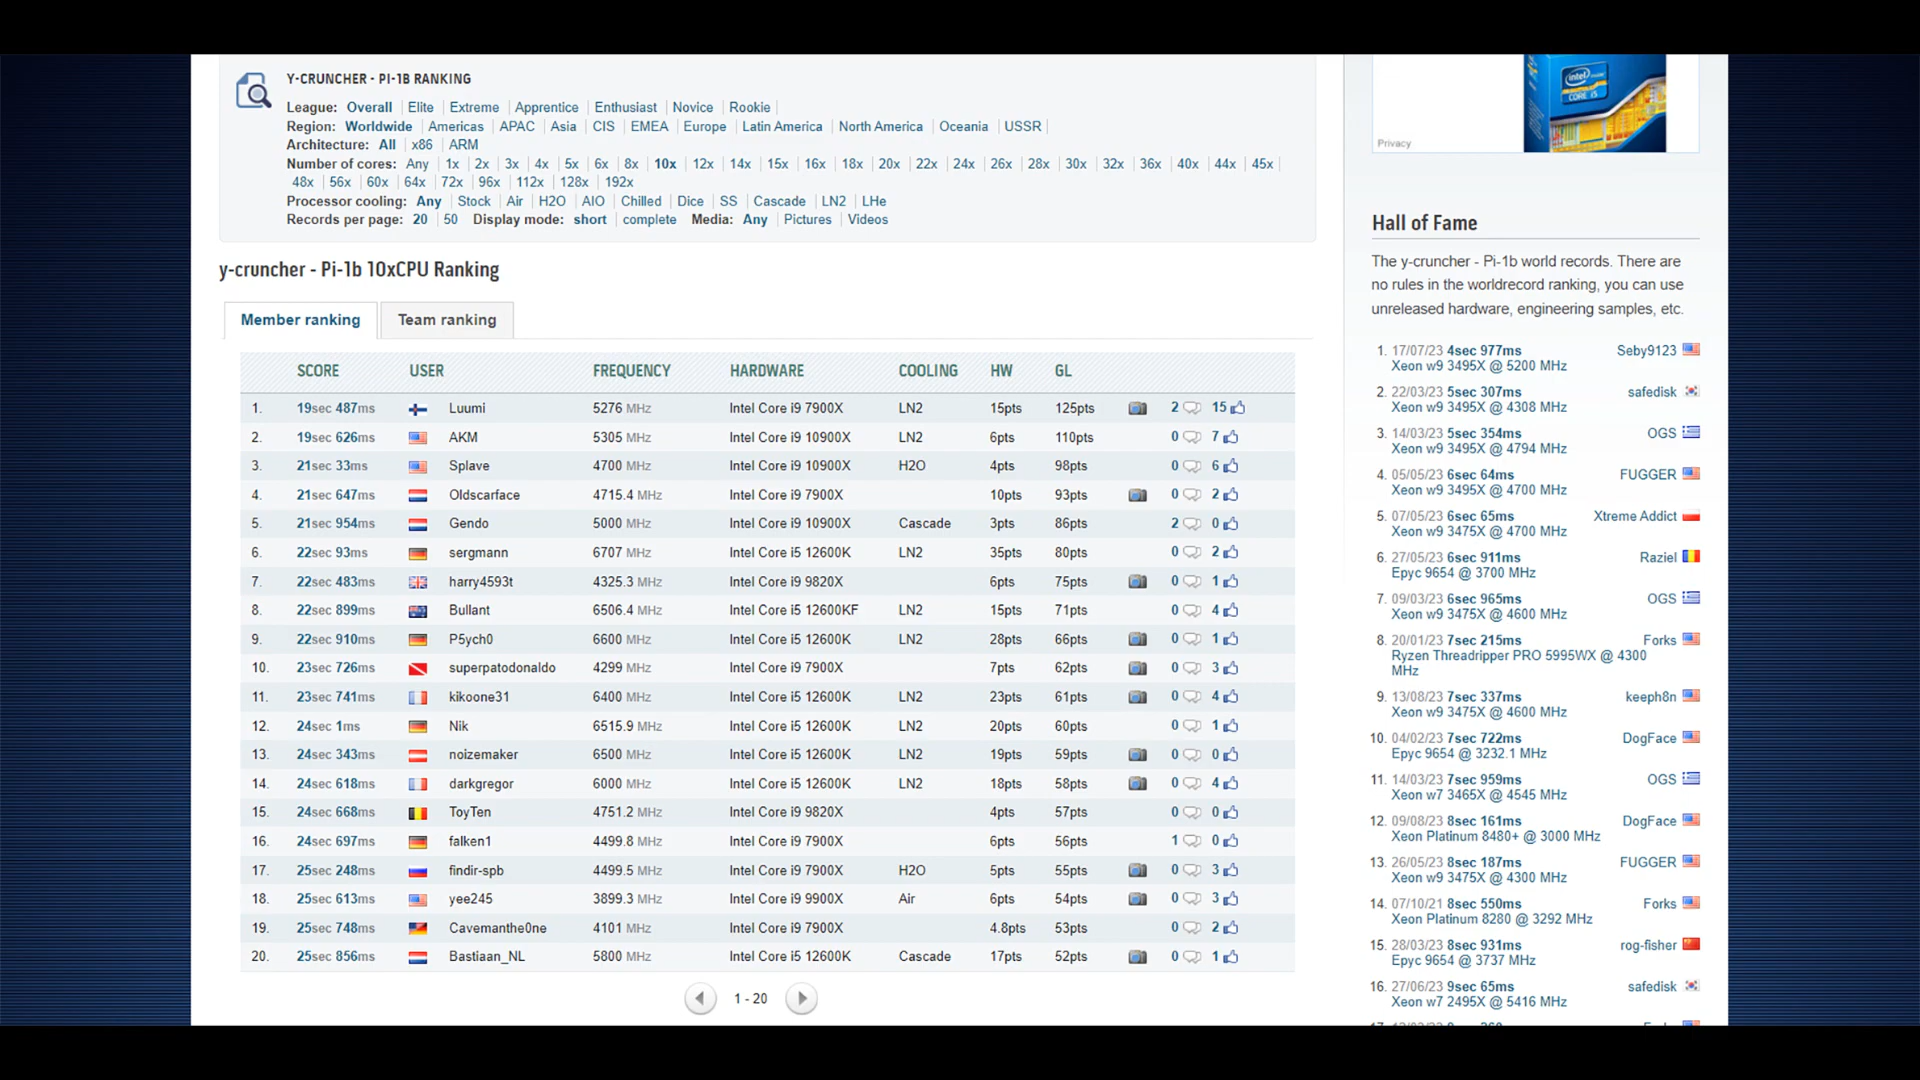 Y-CRUNCHER - PI-1B RANKING
League: Overall | Elite | Extreme | Apprentice | Enthusiast | Novice | Rookie |
Region: Worldwide | Americas | APAC | Asia | CIS | EMEA | Europe | Latin America | North America | Oceania | USSR |
Architecture: All | x86 | ARM
Number of cores: Any | 1x | 2x | 3x | 4x | 5x | 6x | 8x | 10x | 12x | 14x | 15x | 16x | 18x | 20x | 22x | 24x | 26x | 28x | 30x | 32x | 36x | 40x | 44x | 45x |
48x | 56x | 60x | 64x | 72x | 96x | 112x | 128x | 192x
Processor cooling: Any | Stock | Air | H2O | AIO | Chilled | Dice | SS | Cascade | LN2 | LHe
Records per page: 20 | 50 Display mode: short | complete Media: Any | Pictures | Videos
y-cruncher - Pi-1b 10xCPU Ranking
Member ranking Team ranking
SCORE USER FREQUENCY HARDWARE COOLING HW GL
1. 19sec 487ms Luumi 5276 MHz Intel Core i9 7900X LN2 15pts 125pts 2 15
2. 19sec 626ms AKM 5305 MHz Intel Core i9 10900X LN2 6pts 110pts 0 7
3. 21sec 33ms Splave 4700 MHz Intel Core i9 10900X H2O 4pts 98pts 0 6
4. 21sec 647ms Oldscarface 4715.4 MHz Intel Core i9 7900X 10pts 93pts 0 2
5. 21sec 954ms Gendo 5000 MHz Intel Core i9 10900X Cascade 3pts 86pts 2 0
6. 22sec 93ms sergmann 6707 MHz Intel Core i5 12600K LN2 35pts 80pts 0 2
7. 22sec 483ms harry4593t 4325.3 MHz Intel Core i9 9820X 6pts 75pts 0 1
8. 22sec 899ms Bullant 6506.4 MHz Intel Core i5 12600KF LN2 15pts 71pts 0 4
9. 22sec 910ms P5ych0 6600 MHz Intel Core i5 12600K LN2 28pts 66pts 0 1
10. 23sec 726ms superpatodonaldo 4299 MHz Intel Core i9 7900X 7pts 62pts 0 3
11. 23sec 741ms kikoone31 6400 MHz Intel Core i5 12600K LN2 23pts 61pts 0 4
12. 24sec 1ms Nik 6515.9 MHz Intel Core i5 12600K LN2 20pts 60pts 0 1
13. 24sec 343ms noizemaker 6500 MHz Intel Core i5 12600K LN2 19pts 59pts 0 0
14. 24sec 618ms darkgregor 6000 MHz Intel Core i5 12600K LN2 18pts 58pts 0 4
15. 24sec 668ms ToyTen 4751.2 MHz Intel Core i9 9820X 4pts 57pts 0 0
16. 24sec 697ms falken1 4499.8 MHz Intel Core i9 7900X 6pts 56pts 1 0
17. 25sec 248ms findir-spb 4499.5 MHz Intel Core i9 7900X H2O 5pts 55pts 0 3
18. 25sec 613ms yee245 3899.3 MHz Intel Core i9 9900X Air 6pts 54pts 0 3
19. 25sec 748ms Cavemanthe0ne 4101 MHz Intel Core i9 7900X 4.8pts 53pts 0 2
20. 25sec 856ms Bastiaan_NL 5800 MHz Intel Core i5 12600K Cascade 17pts 52pts 0 1
1 - 20
intel
CORE i5
Privacy
Hall of Fame
The y-cruncher - Pi-1b world records. There are
no rules in the worldrecord ranking, you can use
unreleased hardware, engineering samples, etc.
1. 17/07/23 4sec 977ms Seby9123
Xeon w9 3495X @ 5200 MHz
2. 22/03/23 5sec 307ms safedisk
Xeon w9 3495X @ 4308 MHz
3. 14/03/23 5sec 354ms OGS
Xeon w9 3495X @ 4794 MHz
4. 05/05/23 6sec 64ms FUGGER
Xeon w9 3495X @ 4700 MHz
5. 07/05/23 6sec 65ms Xtreme Addict
Xeon w9 3475X @ 4700 MHz
6. 27/05/23 6sec 911ms Raziel
Epyc 9654 @ 3700 MHz
7. 09/03/23 6sec 965ms OGS
Xeon w9 3475X @ 4600 MHz
8. 20/01/23 7sec 215ms Forks
Ryzen Threadripper PRO 5995WX @ 4300
MHz
9. 13/08/23 7sec 337ms keeph8n
Xeon w9 3475X @ 4600 MHz
10. 04/02/23 7sec 722ms DogFace
Epyc 9654 @ 3232.1 MHz
11. 14/03/23 7sec 959ms OGS
Xeon w7 3465X @ 4545 MHz
12. 09/08/23 8sec 161ms DogFace
Xeon Platinum 8480+ @ 3000 MHz
13. 26/05/23 8sec 187ms FUGGER
Xeon w9 3475X @ 4300 MHz
14. 07/10/21 8sec 550ms Forks
Xeon Platinum 8280 @ 3292 MHz
15. 28/03/23 8sec 931ms rog-fisher
Epyc 9654 @ 3737 MHz
16. 27/06/23 9sec 65ms safedisk
Xeon w7 2495X @ 5416 MHz